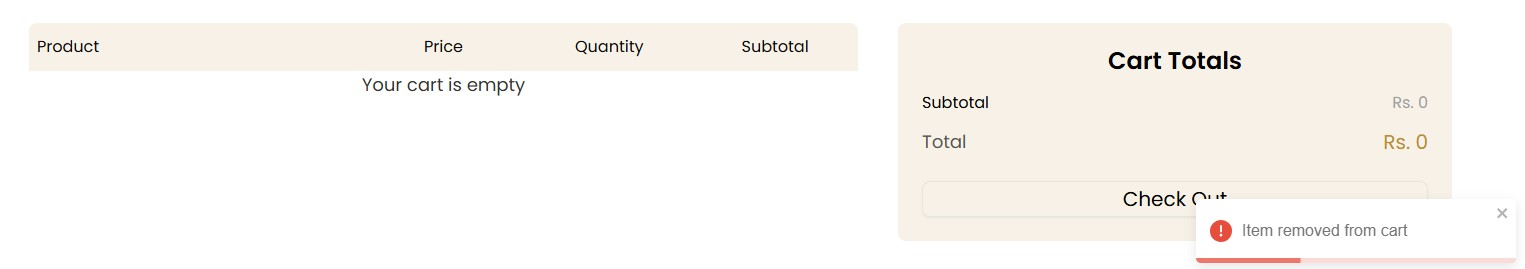 Product Price Quantity Subtotal
Your cart is empty
Cart Totals
Subtotal Rs. 0
Total Rs. 0
Check Out
Item removed from cart